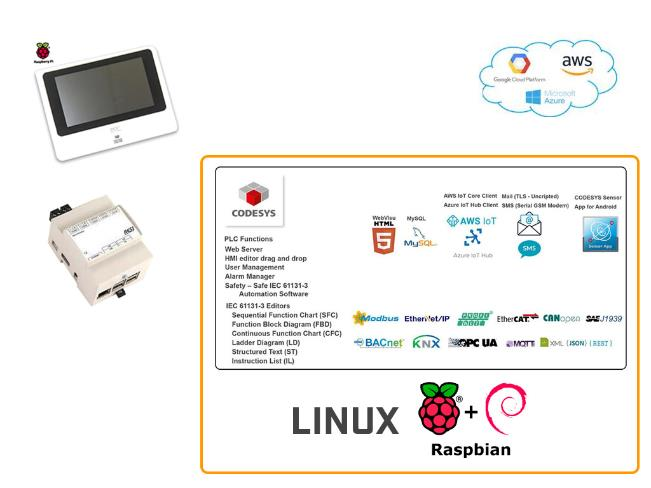 Raspberry Pi
Google Cloud Platform
aws
Microsoft
Azure
CODESYS
AWS IoT Core Client
Azure IoT Hub Client
Mail (TLS - Uncripted)
SMS (Serial GSM Modem)
CODESYS Sensor
App for Android
WebVisu
HTML
5
MySQL
MySQL
AWS IoT
Azure IoT Hub
SMS
Sensor App
PLC Functions
Web Server
HMI editor drag and drop
User Management
Alarm Manager
Safety – Safe IEC 61131-3
Automation Software
IEC 61131-3 Editors
Sequential Function Chart (SFC)
Function Block Diagram (FBD)
Continuous Function Chart (CFC)
Ladder Diagram (LD)
Structured Text (ST)
Instruction List (IL)
Modbus EtherNet/IP EtherCAT CANopen SAE J1939
BACnet KNX OPC UA MQTT XML {JSON} {REST}
LINUX + 
Raspbian